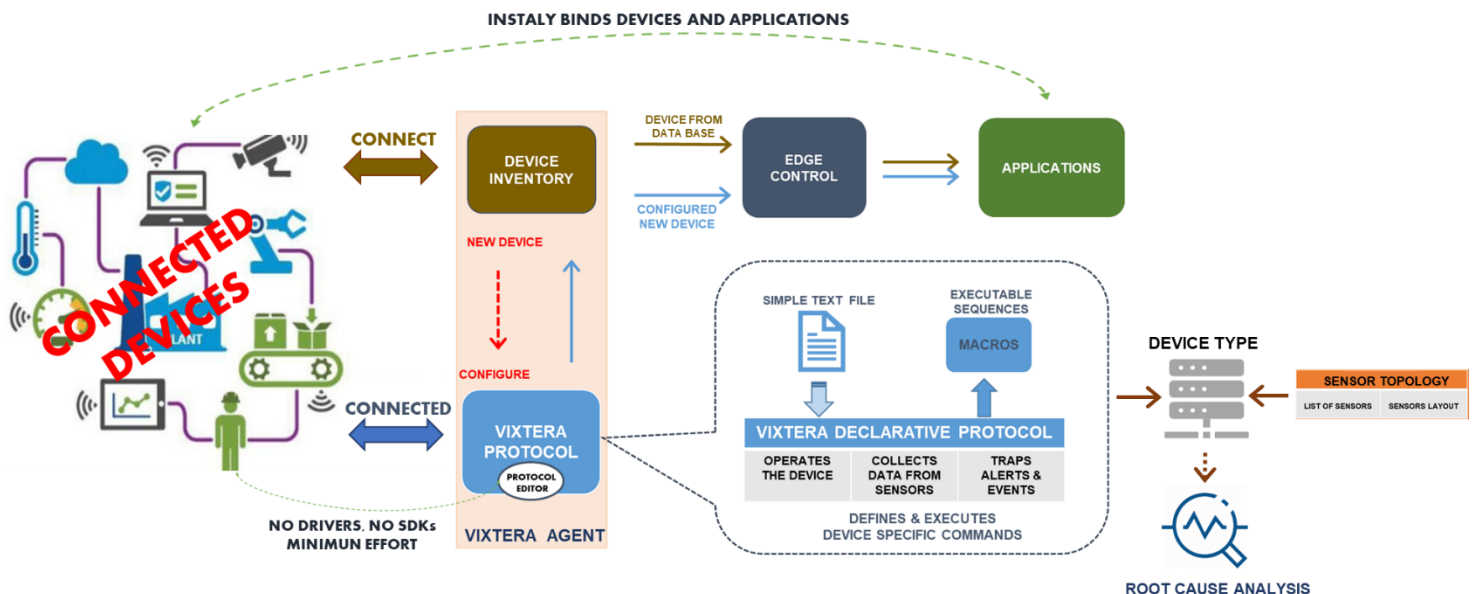 INSTALY BINDS DEVICES AND APPLICATIONS
CONNECTED
DEVICES
LANT
CONNECT
DEVICE
INVENTORY
DEVICE FROM
DATA BASE
CONFIGURED
NEW DEVICE
EDGE
CONTROL
APPLICATIONS
NEW DEVICE
CONFIGURE
CONNECTED
VIXTERA
PROTOCOL
PROTOCOL
EDITOR
VIXTERA AGENT
NO DRIVERS, NO SDKs
MINIMUN EFFORT
SIMPLE TEXT FILE
EXECUTABLE
SEQUENCES
MACROS
VIXTERA DECLARATIVE PROTOCOL
OPERATES
THE DEVICE
COLLECTS
DATA FROM
SENSORS
TRAPS
ALERTS &
EVENTS
DEFINES & EXECUTES
DEVICE SPECIFIC COMMANDS
DEVICE TYPE
SENSOR TOPOLOGY
LIST OF SENSORS
SENSORS LAYOUT
ROOT CAUSE ANALYSIS